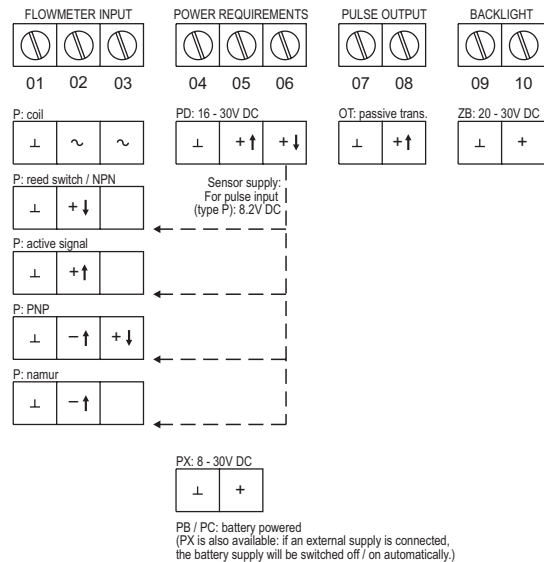 FLOWMETER INPUT POWER REQUIREMENTS PULSE OUTPUT BACKLIGHT
01 02 03 04 05 06 07 08 09 10
P: coil PD: 16 - 30V DC OT: passive trans. ZB: 20 - 30V DC
⊥ ~ ~ ⊥ +↑ +↓ ⊥ +↑ ⊥ +
P: reed switch / NPN
⊥ +↓
Sensor supply:
For pulse input
(type P): 8.2V DC
P: active signal
⊥ +↑
P: PNP
⊥ –↑ +↓
P: namur
⊥ –↑
PX: 8 - 30V DC
⊥ +
PB / PC: battery powered
(PX is also available: if an external supply is connected,
the battery supply will be switched off / on automatically.)